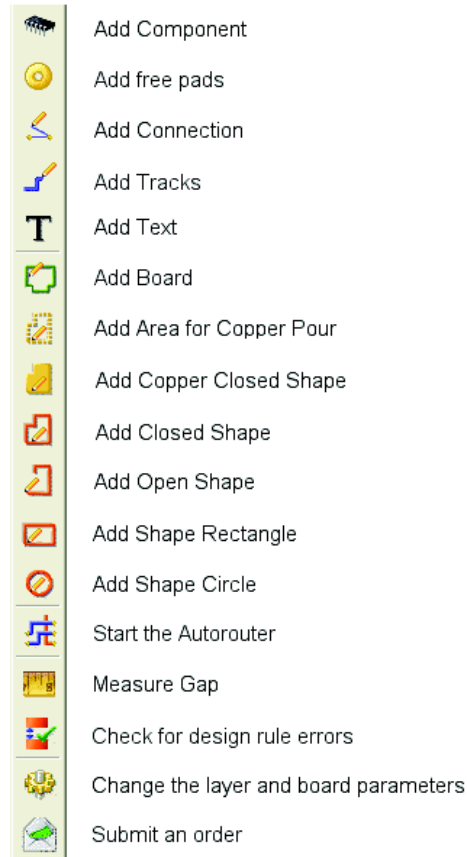 Add Component
Add free pads
Add Connection
Add Tracks
T Add Text
Add Board
Add Area for Copper Pour
Add Copper Closed Shape
Add Closed Shape
Add Open Shape
Add Shape Rectangle
Add Shape Circle
Start the Autorouter
Measure Gap
Check for design rule errors
Change the layer and board parameters
Submit an order